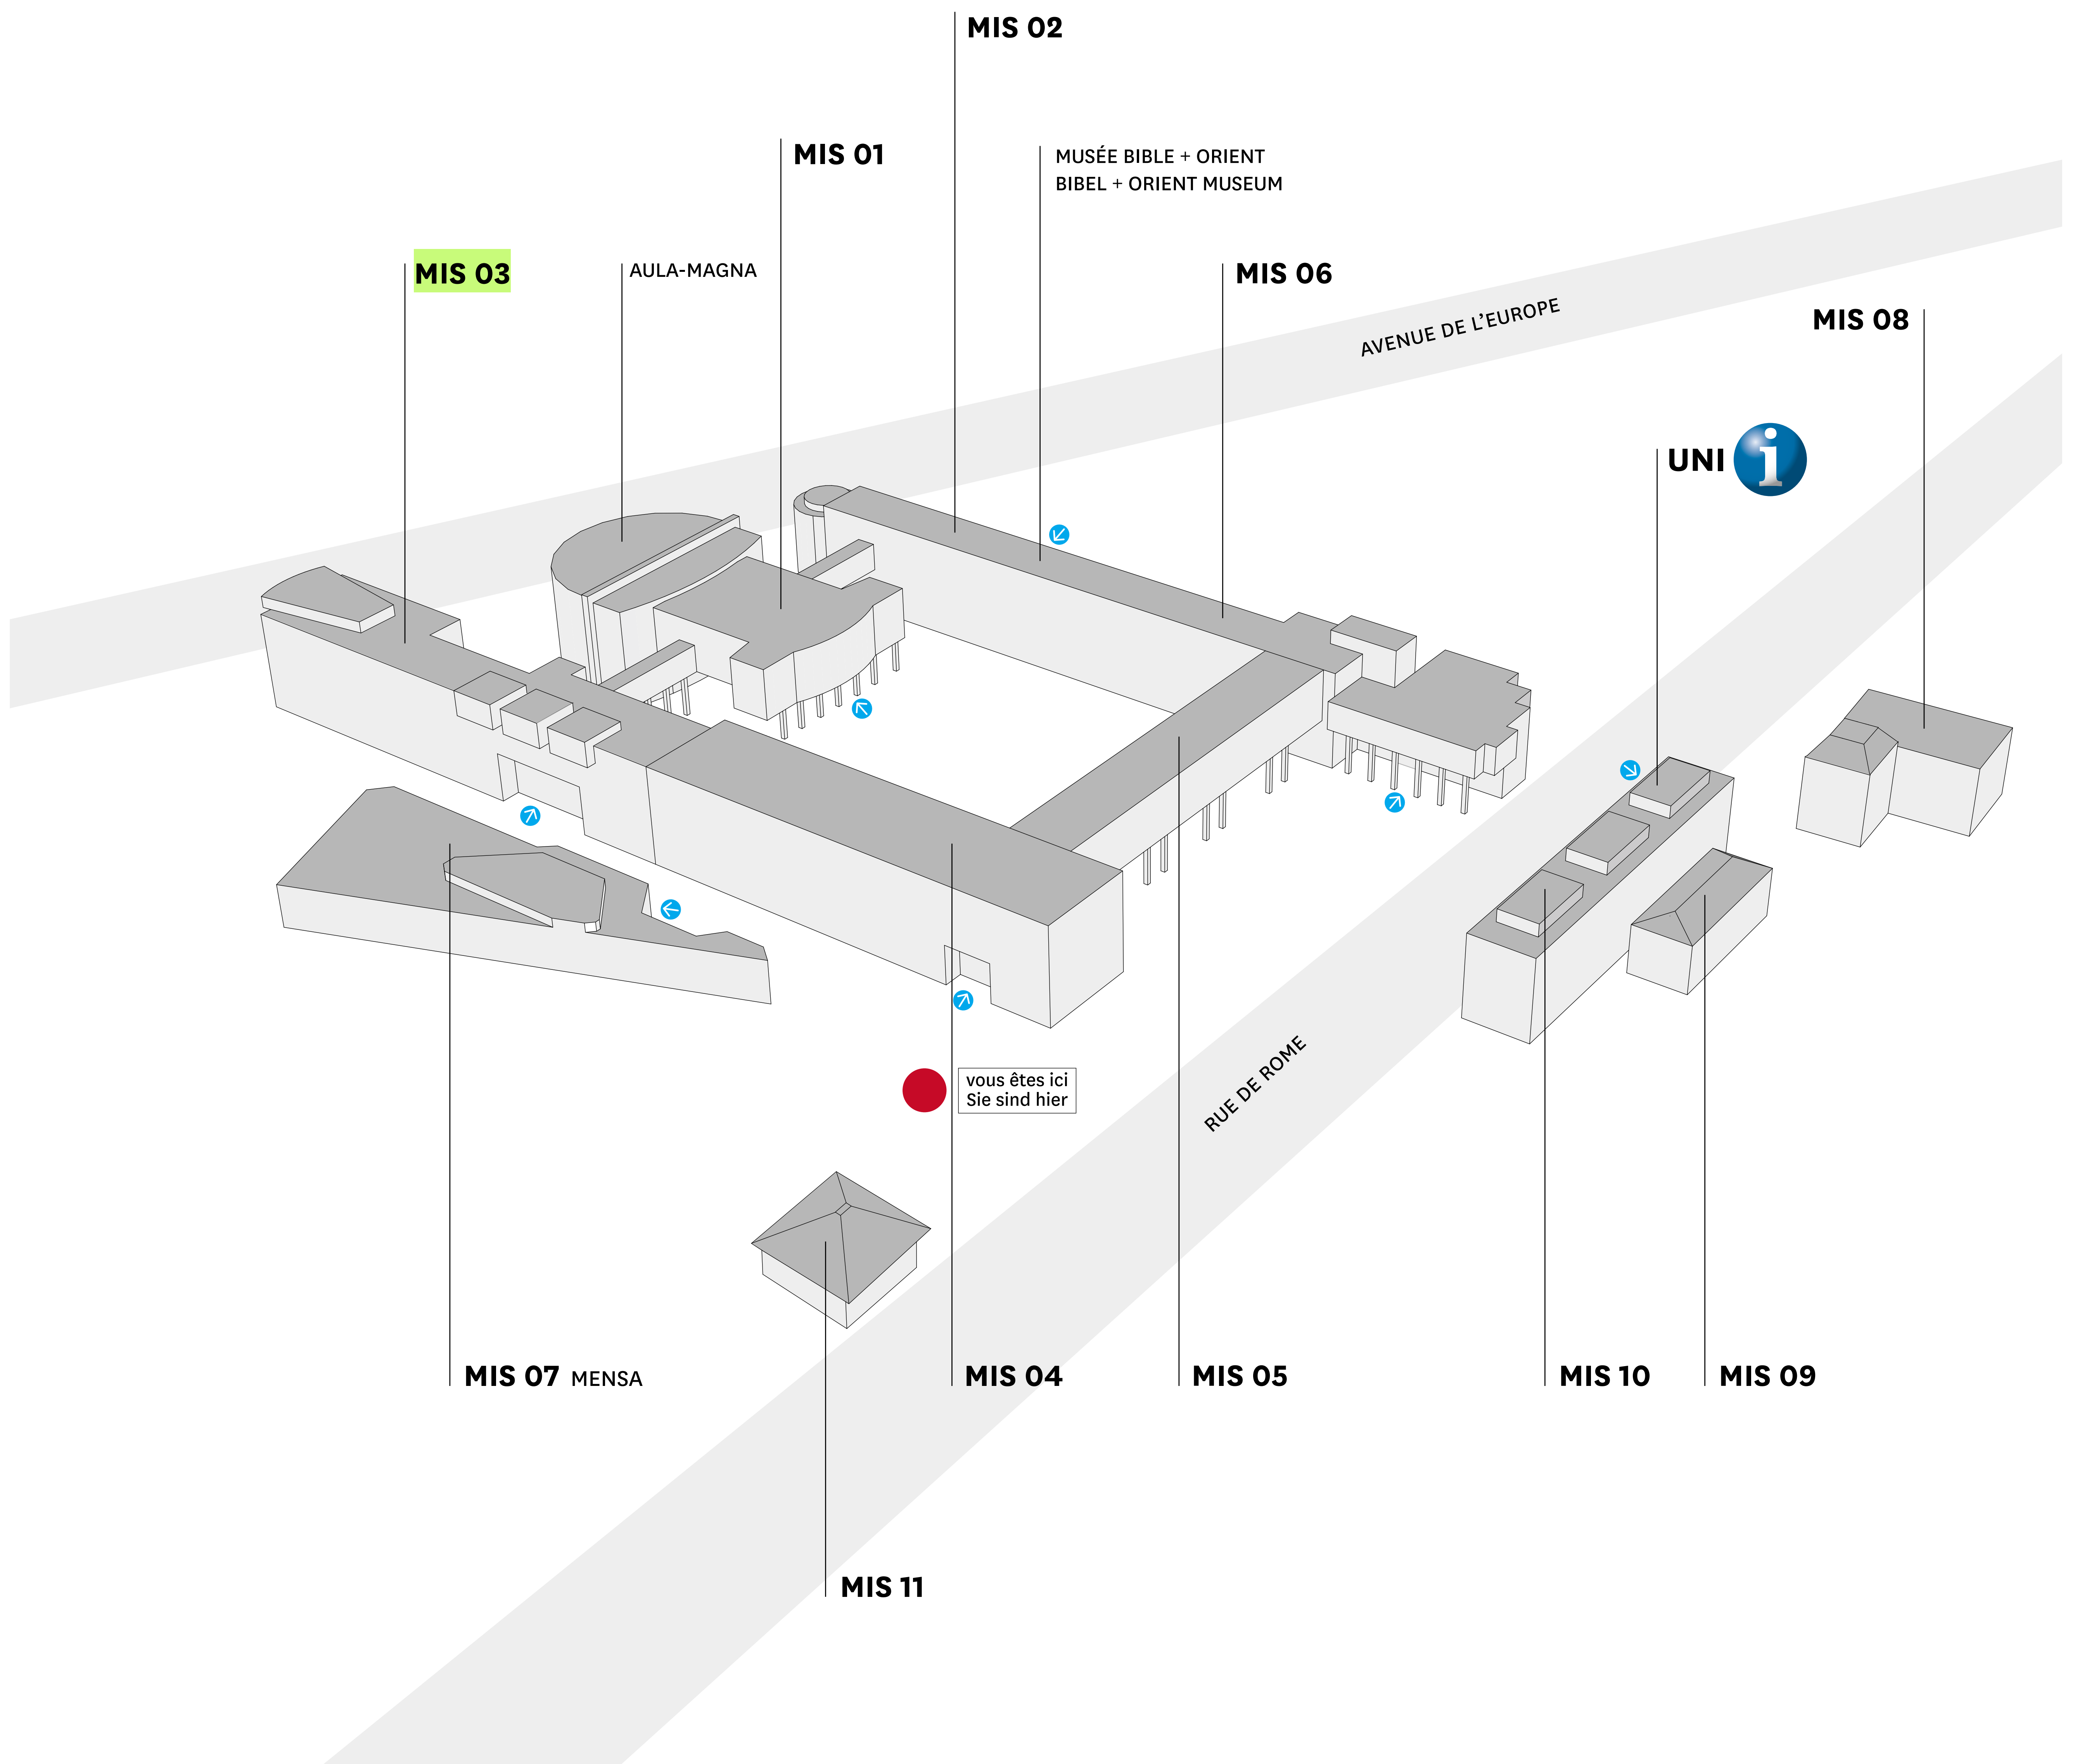 MIS 02
MIS 01
MUSÉE BIBLE + ORIENT
BIBEL + ORIENT MUSEUM
MIS 03
AULA-MAGNA
MIS 06
AVENUE DE L'EUROPE
MIS 08
UNI i
vous êtes ici
Sie sind hier
RUE DE ROME
MIS 07 MENSA
MIS 04
MIS 05
MIS 10
MIS 09
MIS 11